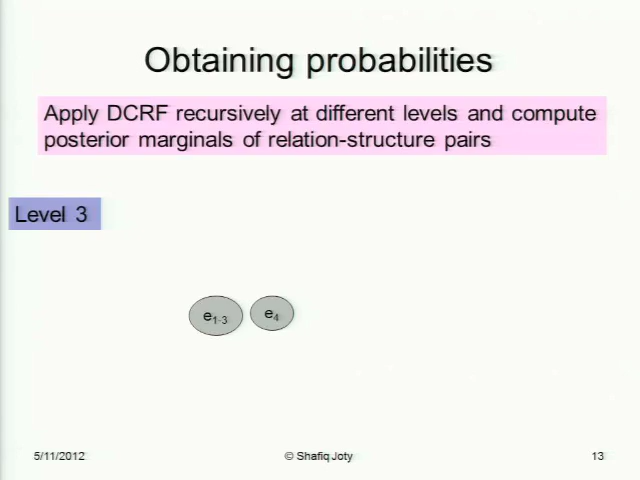 Obtaining probabilities
Apply DCRF recursively at different levels and compute
posterior marginals of relation-structure pairs
Level 3
e1-3 e4
5/11/2012 © Shafiq Joty 13